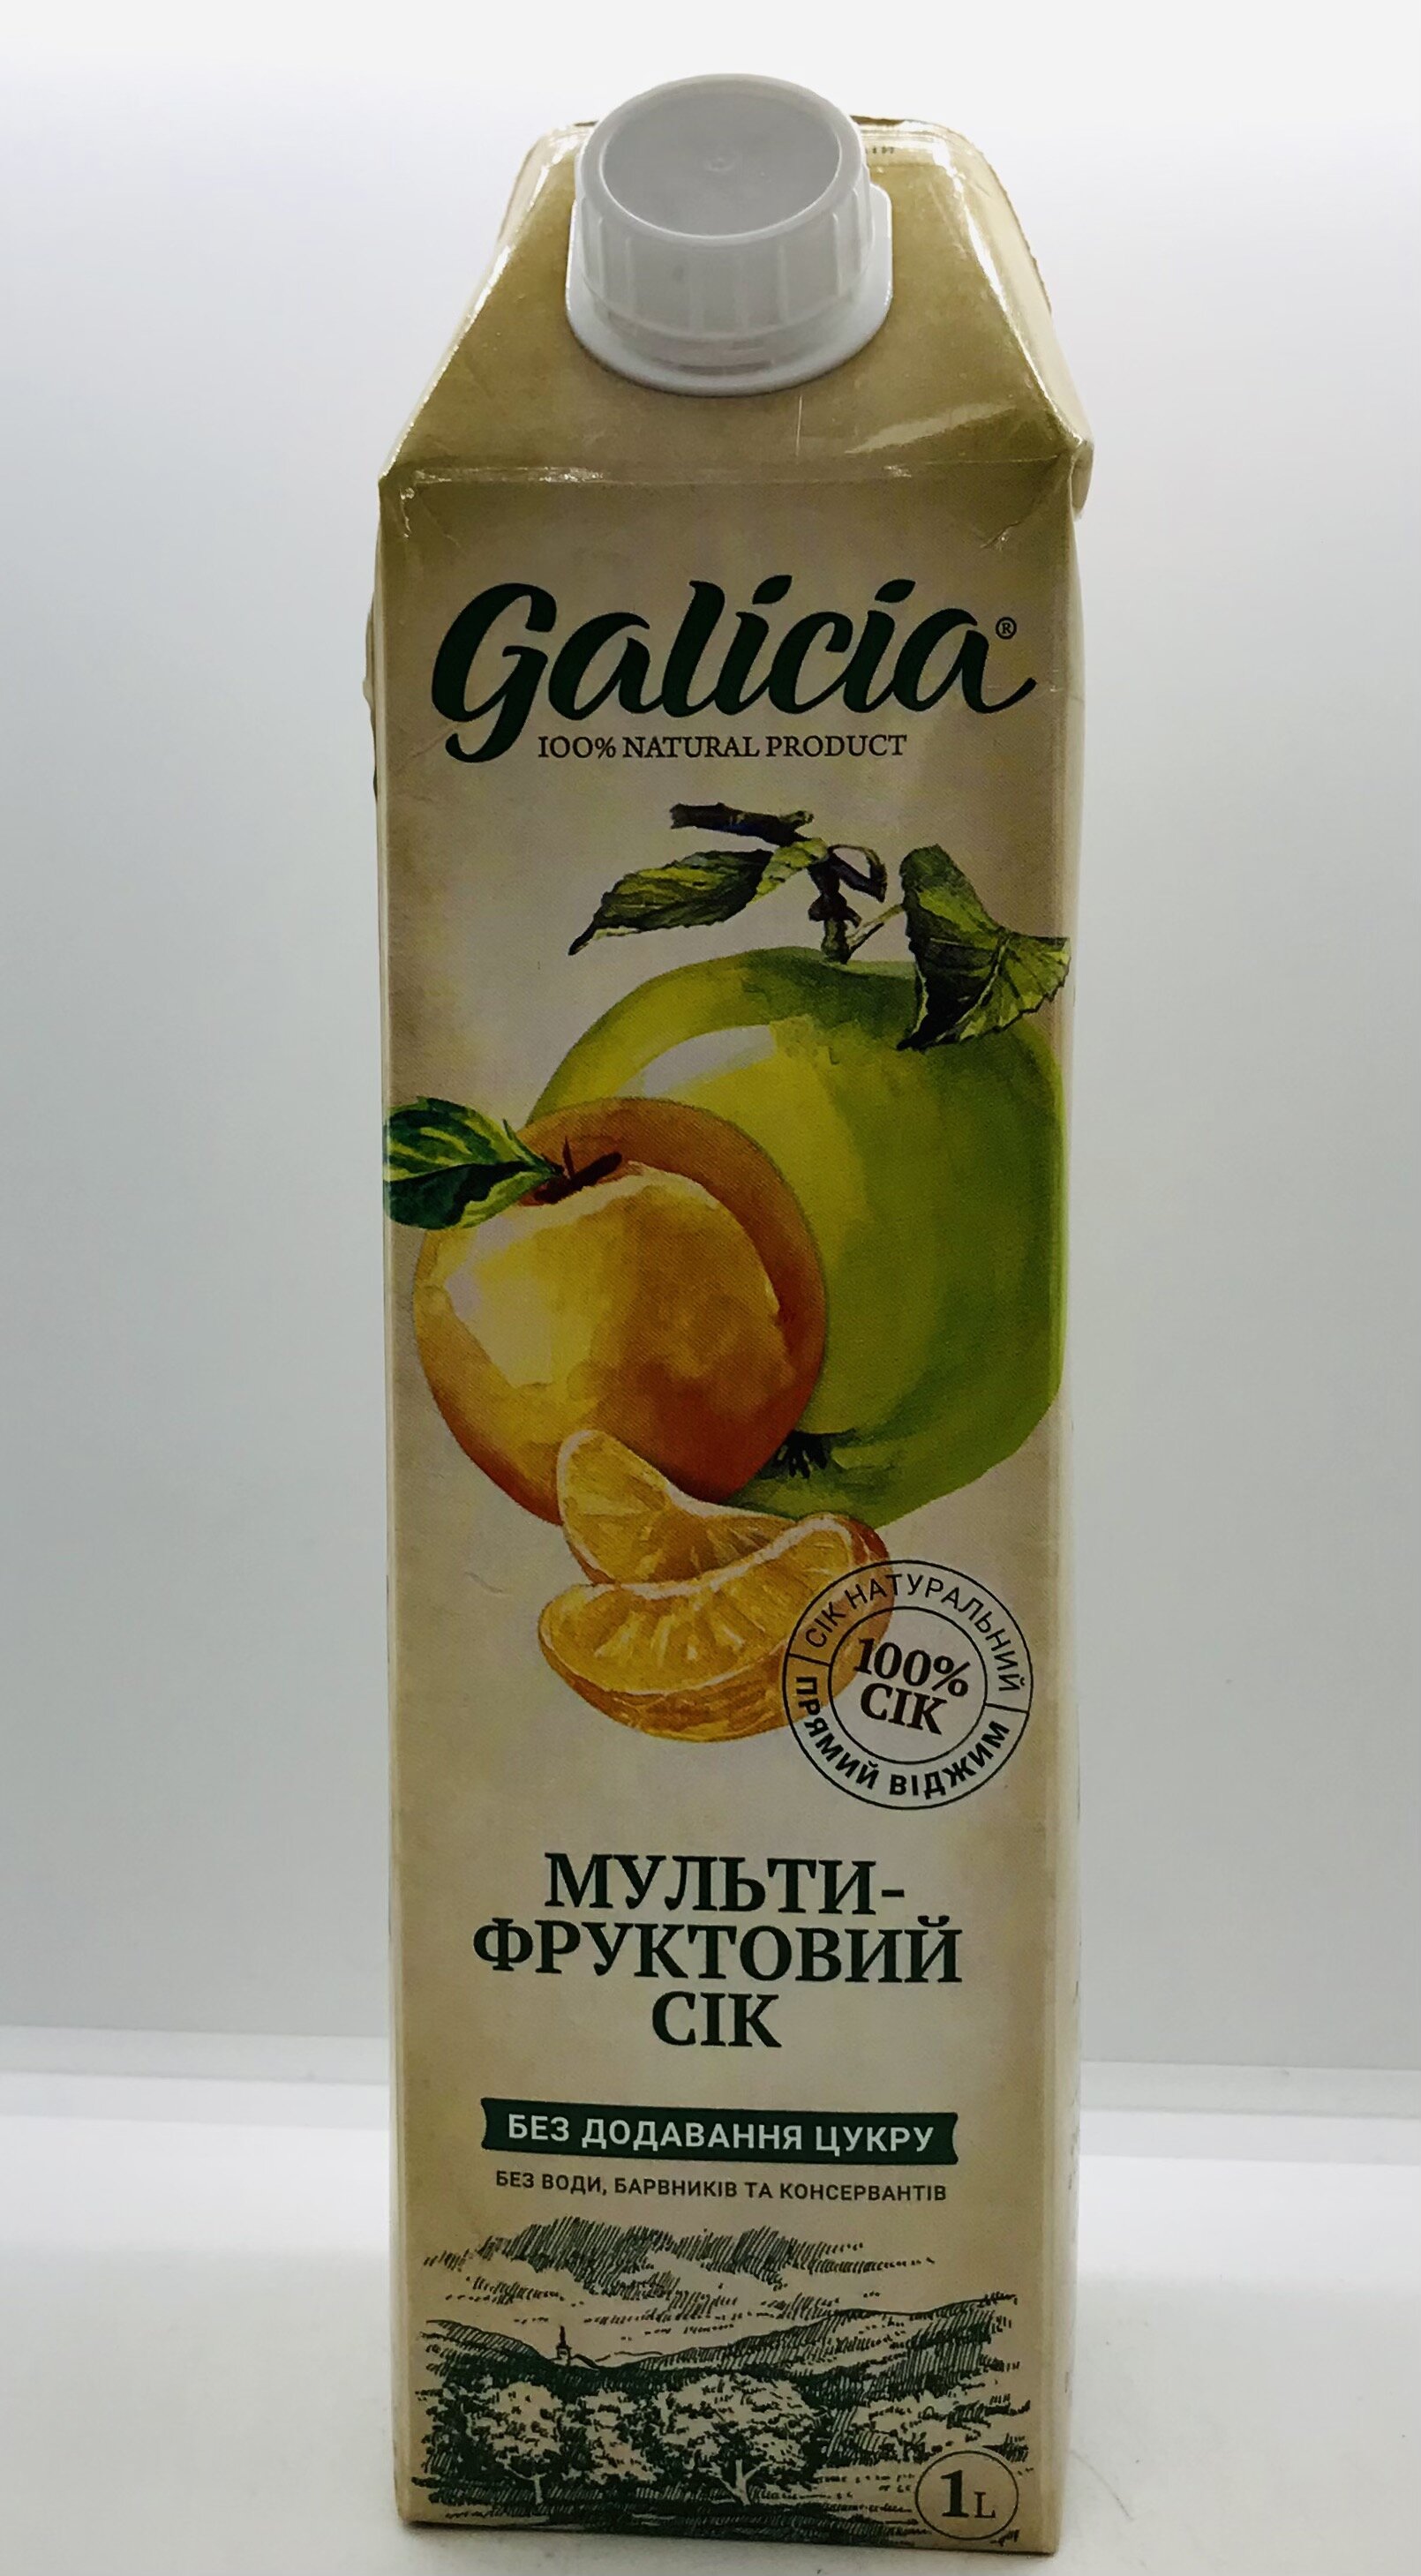 Galicia®
100% NATURAL PRODUCT
СІК НАТУРАЛЬНИЙ
100%
СІК
ПРЯМИЙ ВІДЖИМ
МУЛЬТИ-
ФРУКТОВИЙ
СІК
БЕЗ ДОДАВАННЯ ЦУКРУ
БЕЗ ВОДИ, БАРВНИКІВ ТА КОНСЕРВАНТІВ
1L